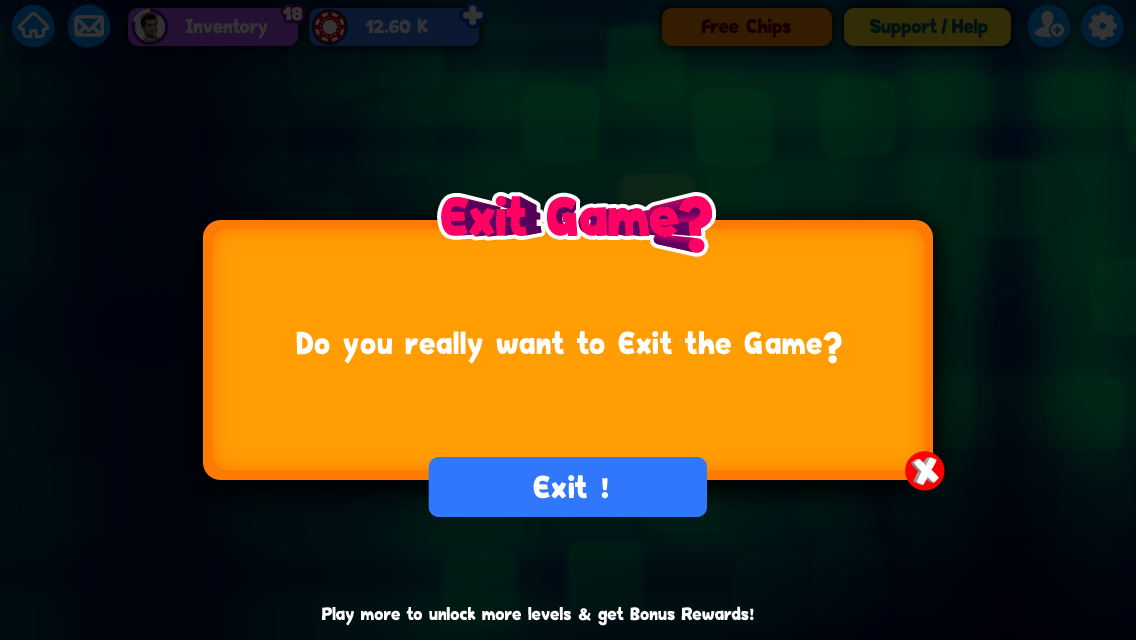 Inventory
18
12.60 K
Free Chips
Support / Help
Exit Game?
Do you really want to Exit the Game?
Exit !
X
Play more to unlock more levels & get Bonus Rewards!